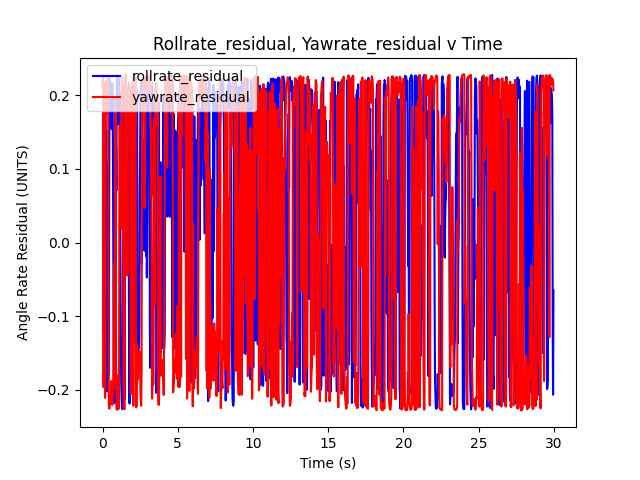 Rollrate_residual, Yawrate_residual v Time
rollrate_residual
yawrate_residual
Angle Rate Residual (UNITS)
0.2
0.1
0.0
−0.1
−0.2
0 5 10 15 20 25 30
Time (s)